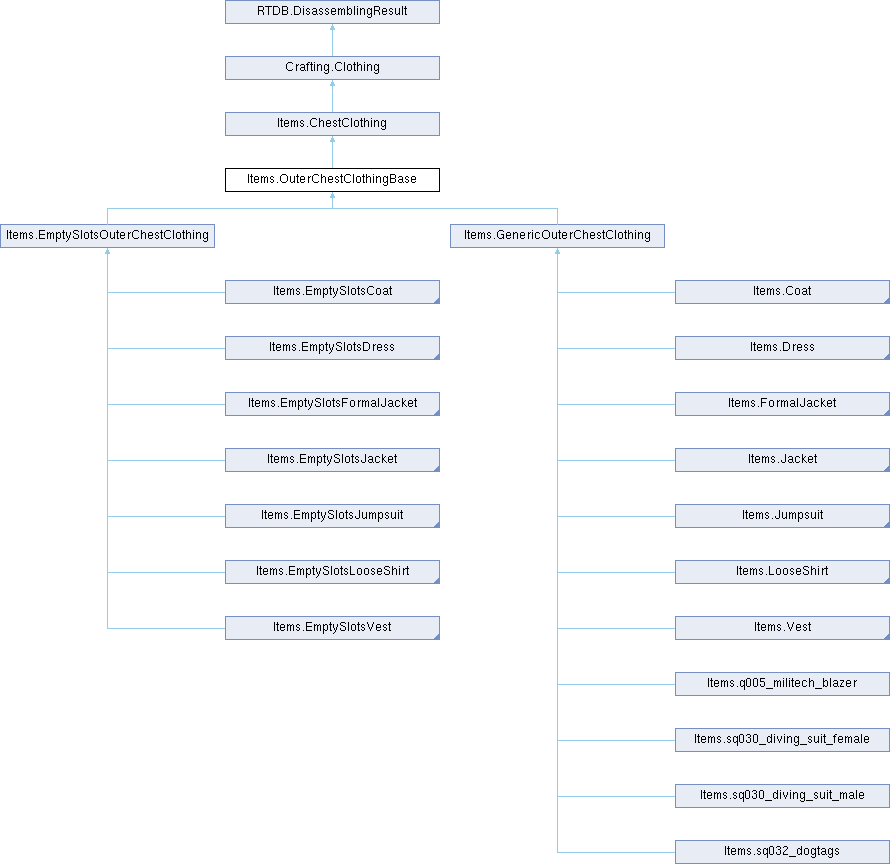 RTDB.DisassemblingResult
Crafting.Clothing
Items.ChestClothing
Items.OuterChestClothingBase
Items.EmptySlotsOuterChestClothing
Items.GenericOuterChestClothing
Items.EmptySlotsCoat
Items.Coat
Items.EmptySlotsDress
Items.Dress
Items.EmptySlotsFormalJacket
Items.FormalJacket
Items.EmptySlotsJacket
Items.Jacket
Items.EmptySlotsJumpsuit
Items.Jumpsuit
Items.EmptySlotsLooseShirt
Items.LooseShirt
Items.EmptySlotsVest
Items.Vest
Items.q005_militech_blazer
Items.sq030_diving_suit_female
Items.sq030_diving_suit_male
Items.sq032_dogtags